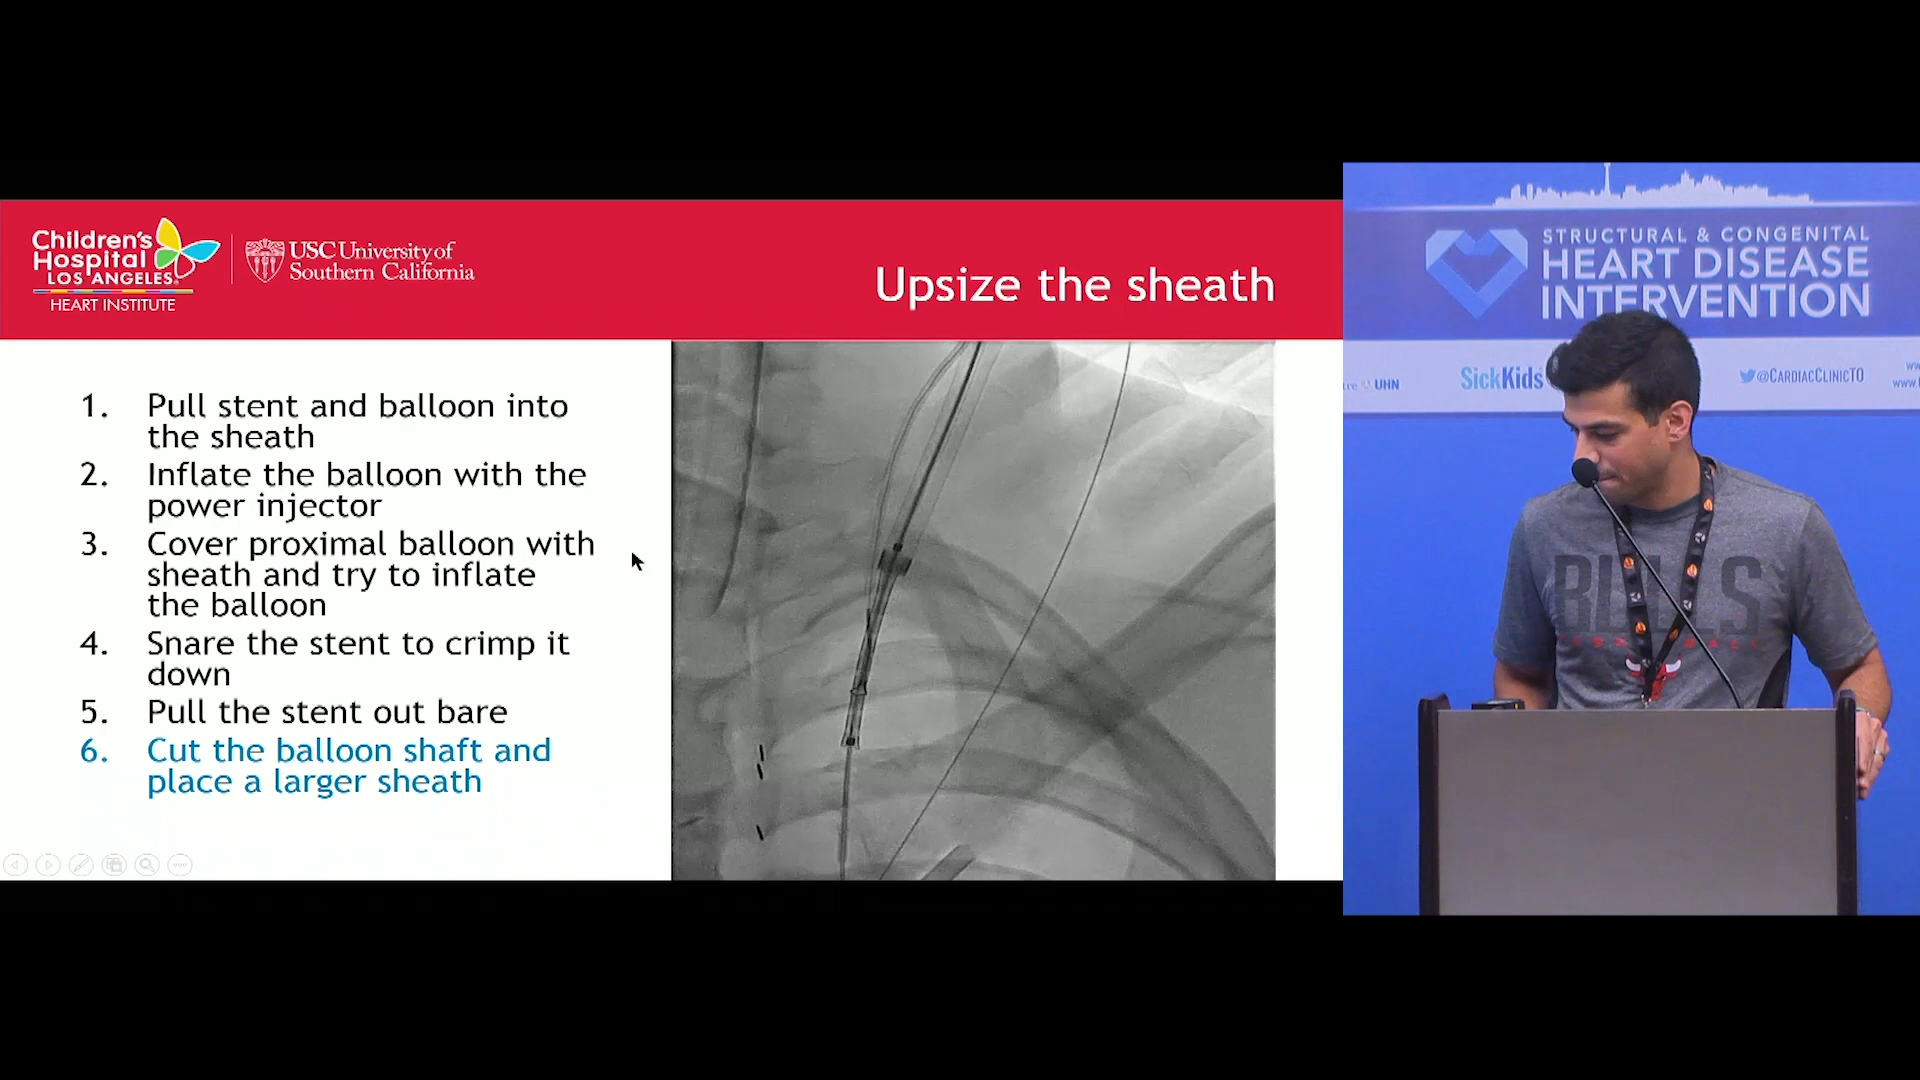 Children's
Hospital
LOS ANGELES
HEART INSTITUTE
USC University of
Southern California
Upsize the sheath
1. Pull stent and balloon into
the sheath
2. Inflate the balloon with the
power injector
3. Cover proximal balloon with
sheath and try to inflate
the balloon
4. Snare the stent to crimp it
down
5. Pull the stent out bare
6. Cut the balloon shaft and
place a larger sheath
STRUCTURAL & CONGENITAL
HEART DISEASE
INTERVENTION
UHN
SickKids
@CARDIACCLINICTO
BULLS